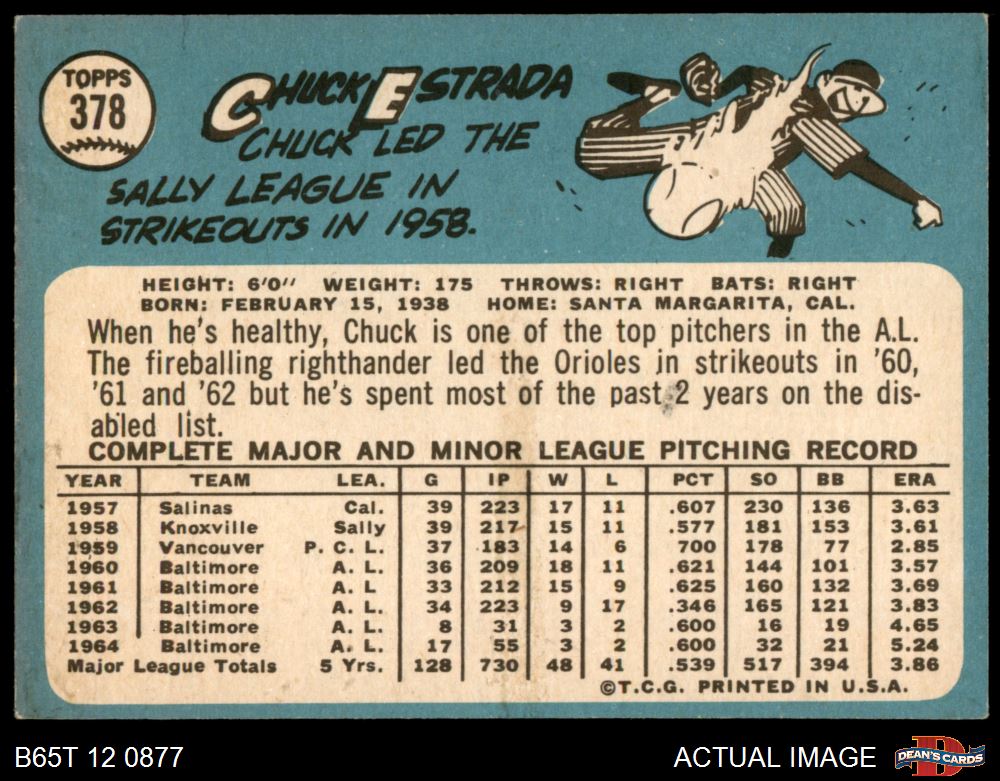 TOPPS
378
CHUCK ESTRADA
CHUCK LED THE
SALLY LEAGUE IN
STRIKEOUTS IN 1958.
HEIGHT: 6'0" WEIGHT: 175 THROWS: RIGHT BATS: RIGHT
BORN: FEBRUARY 15, 1938 HOME: SANTA MARGARITA, CAL.
When he's healthy, Chuck is one of the top pitchers in the A.L.
The fireballing righthander led the Orioles in strikeouts in '60,
'61 and '62 but he's spent most of the past 2 years on the dis-
abled list.
COMPLETE MAJOR AND MINOR LEAGUE PITCHING RECORD
YEAR TEAM LEA. G IP W L PCT SO BB ERA
1957 Salinas Cal. 39 223 17 11 .607 230 136 3.63
1958 Knoxville Sally 39 217 15 11 .577 181 153 3.61
1959 Vancouver P. C. L. 37 183 14 6 700 178 77 2.85
1960 Baltimore A. L. 36 209 18 11 .621 144 101 3.57
1961 Baltimore A. L 33 212 15 9 .625 160 132 3.69
1962 Baltimore A. L. 34 223 9 17 .346 165 121 3.83
1963 Baltimore A. L. 8 31 3 2 .600 16 19 4.65
1964 Baltimore A. L. 17 55 3 2 .600 32 21 5.24
Major League Totals 5 Yrs. 128 730 48 41 .539 517 394 3.86
©T.C.G. PRINTED IN U.S.A.
B65T 12 0877 ACTUAL IMAGE
DEAN'S CARDS